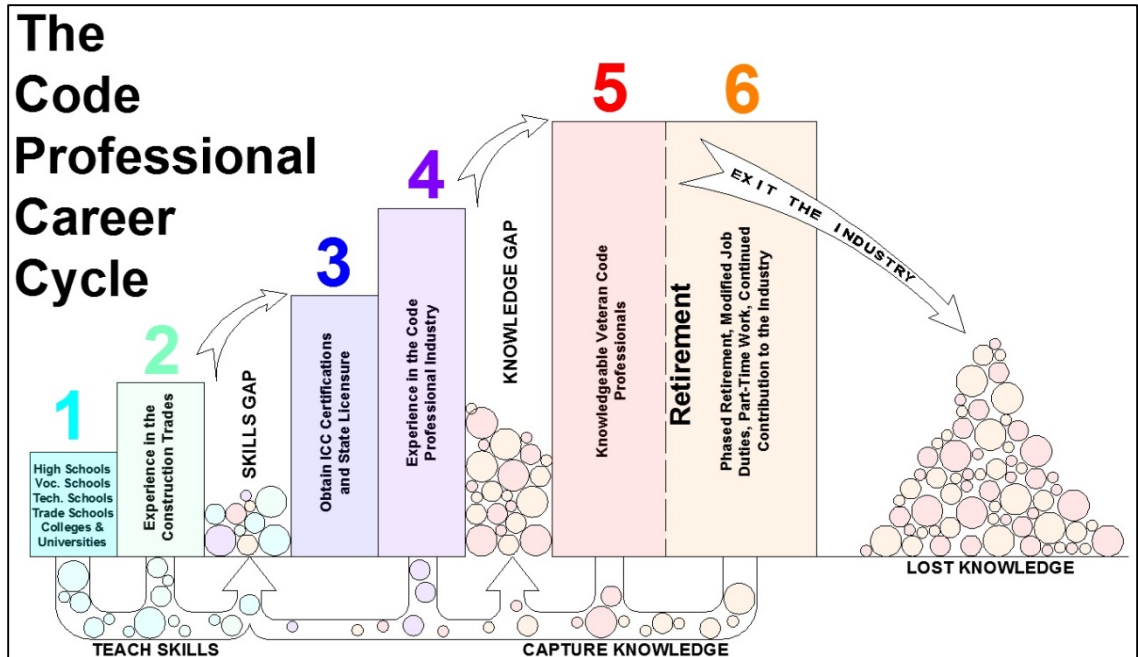 The
Code
Professional
Career
Cycle
1
High Schools
Voc. Schools
Tech. Schools
Trade Schools
Colleges &
Universities
2
Experience in the
Construction Trades
SKILLS GAP
3
Obtain ICC Certifications
and State Licensure
4
Experience in the Code
Professional Industry
KNOWLEDGE GAP
5
Knowledgeable Veteran Code
Professionals
Retirement
6
Phased Retirement, Modified Job
Duties, Part-Time Work, Continued
Contribution to the Industry
EXIT THE INDUSTRY
LOST KNOWLEDGE
TEACH SKILLS
CAPTURE KNOWLEDGE